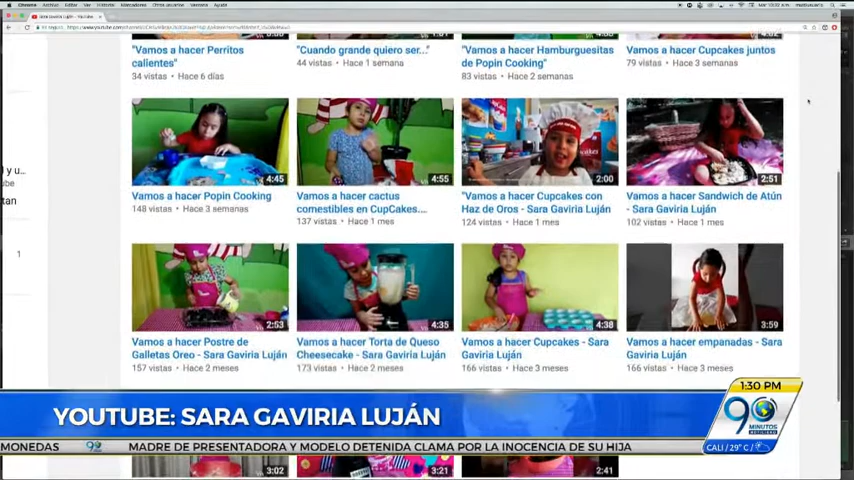 Chrome Archivo Editar Ver
"Vamos a hacer Perritos calientes"
34 vistas • Hace 6 días
"Cuando grande quiero ser..."
44 vistas • Hace 1 semana
"Vamos a hacer Hamburguesitas de Popin Cooking"
83 vistas • Hace 2 semanas
Vamos a hacer Cupcakes juntos
79 vistas • Hace 3 semanas
4:45
Vamos a hacer Popin Cooking
148 vistas • Hace 3 semanas
4:55
Vamos a hacer cactus
comestibles en CupCakes....
137 vistas • Hace 1 mes
2:00
"Vamos a hacer Cupcakes con
Haz de Oros - Sara Gaviria Luján
124 vistas • Hace 1 mes
2:51
Vamos a hacer Sandwich de Atún
- Sara Gaviria Luján
102 vistas • Hace 1 mes
2:53
Vamos a hacer Postre de
Galletas Oreo - Sara Gaviria Luján
157 vistas • Hace 2 meses
4:35
Vamos a hacer Torta de Queso
Cheesecake - Sara Gaviria Luján
173 vistas • Hace 2 meses
4:38
Vamos a hacer Cupcakes - Sara
Gaviria Luján
166 vistas • Hace 3 meses
3:59
Vamos a hacer empanadas - Sara
Gaviria Luján
166 vistas • Hace 3 meses
1
YOUTUBE: SARA GAVIRIA LUJÁN
1:30 PM
90
MINUTOS
NOTICIERO
CALI / 29° C /
MONEDAS
90
MADRE DE PRESENTADORA Y MODELO DETENIDA CLAMA POR LA INOCENCIA DE SU HIJA
3:02
3:21
2:41